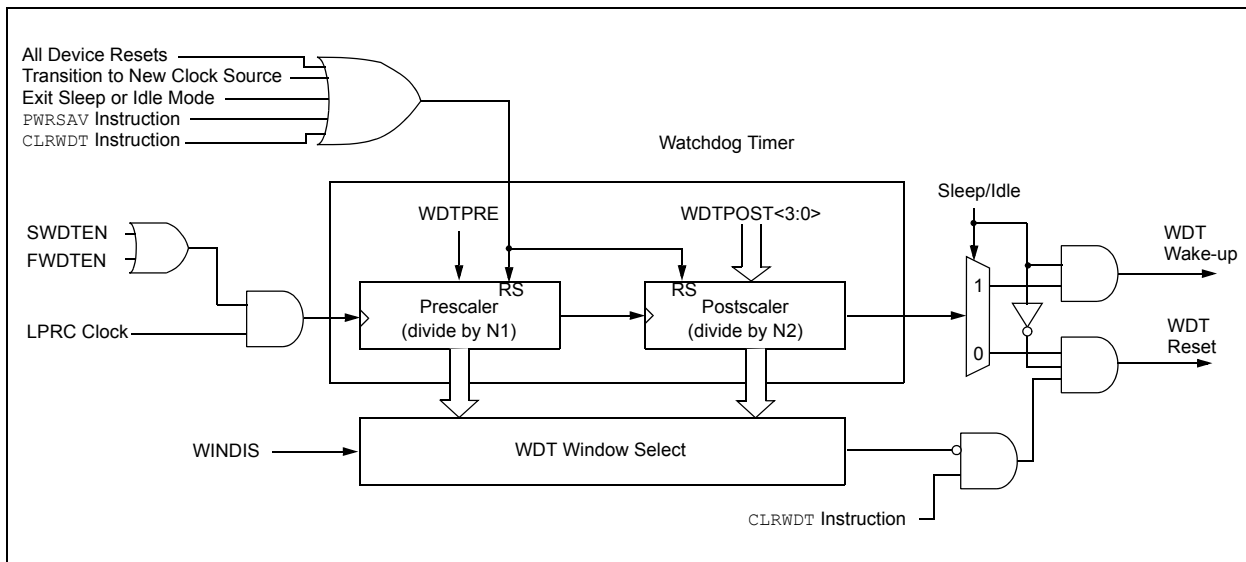 All Device Resets
Transition to New Clock Source
Exit Sleep or Idle Mode
PWRSAV Instruction
CLRWDT Instruction
Watchdog Timer
Sleep/Idle
WDTPRE
WDTPOST<3:0>
SWDTEN
FWDTEN
WDT
Wake-up
RS
RS
1
Prescaler
(divide by N1)
Postscaler
(divide by N2)
LPRC Clock
WDT
Reset
0
WINDIS
WDT Window Select
CLRWDT Instruction